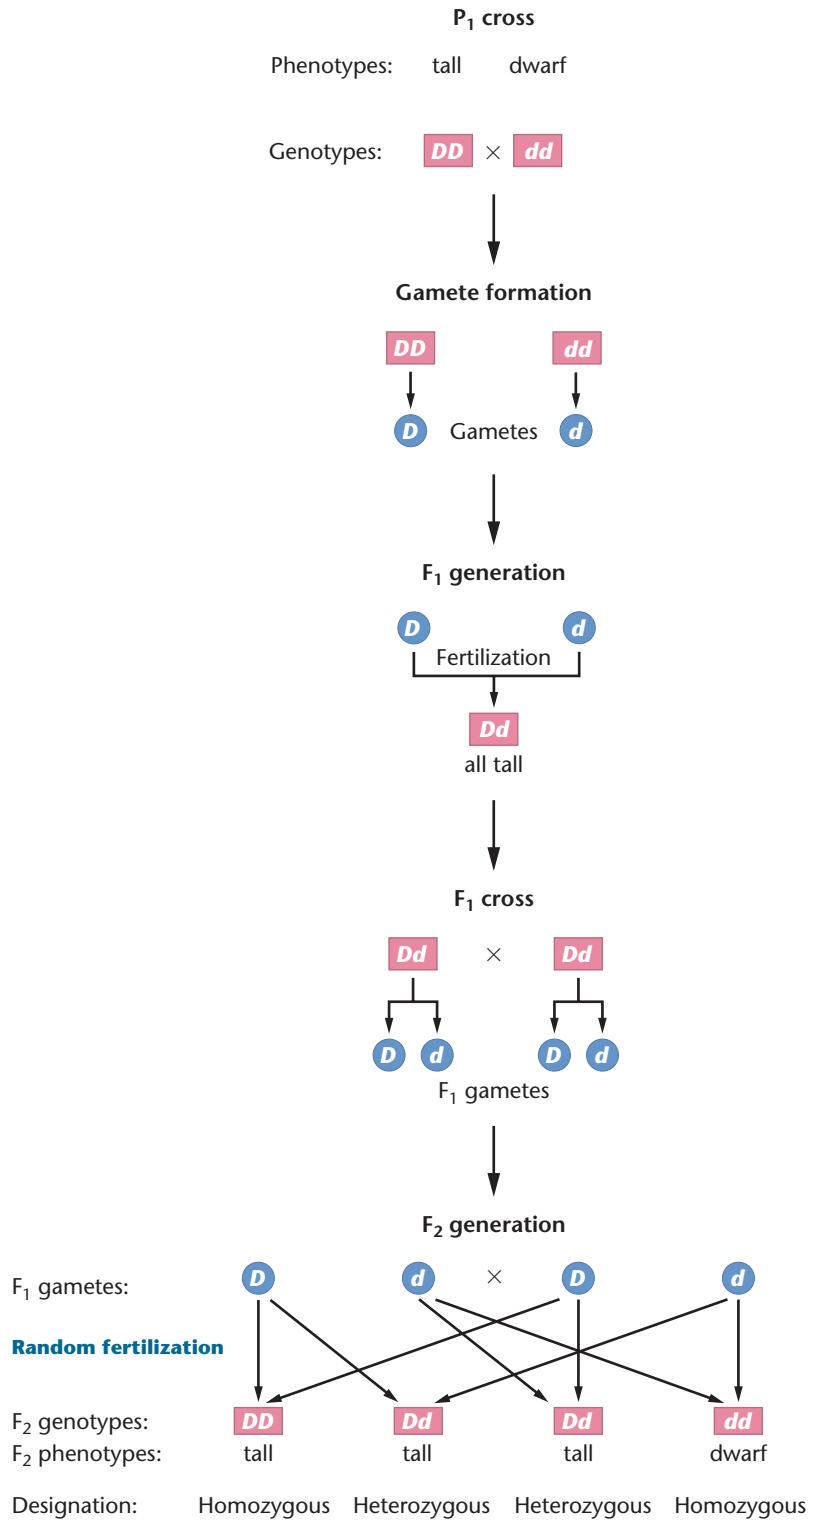 P₁ cross
Phenotypes: tall dwarf
Genotypes: DD × dd
Gamete formation
DD dd
D Gametes d
F₁ generation
D d
Fertilization
Dd
all tall
F₁ cross
Dd × Dd
D d D d
F₁ gametes
F₂ generation
F₁ gametes: D d × D d
Random fertilization
F₂ genotypes: DD Dd Dd dd
F₂ phenotypes: tall tall tall dwarf
Designation: Homozygous Heterozygous Heterozygous Homozygous